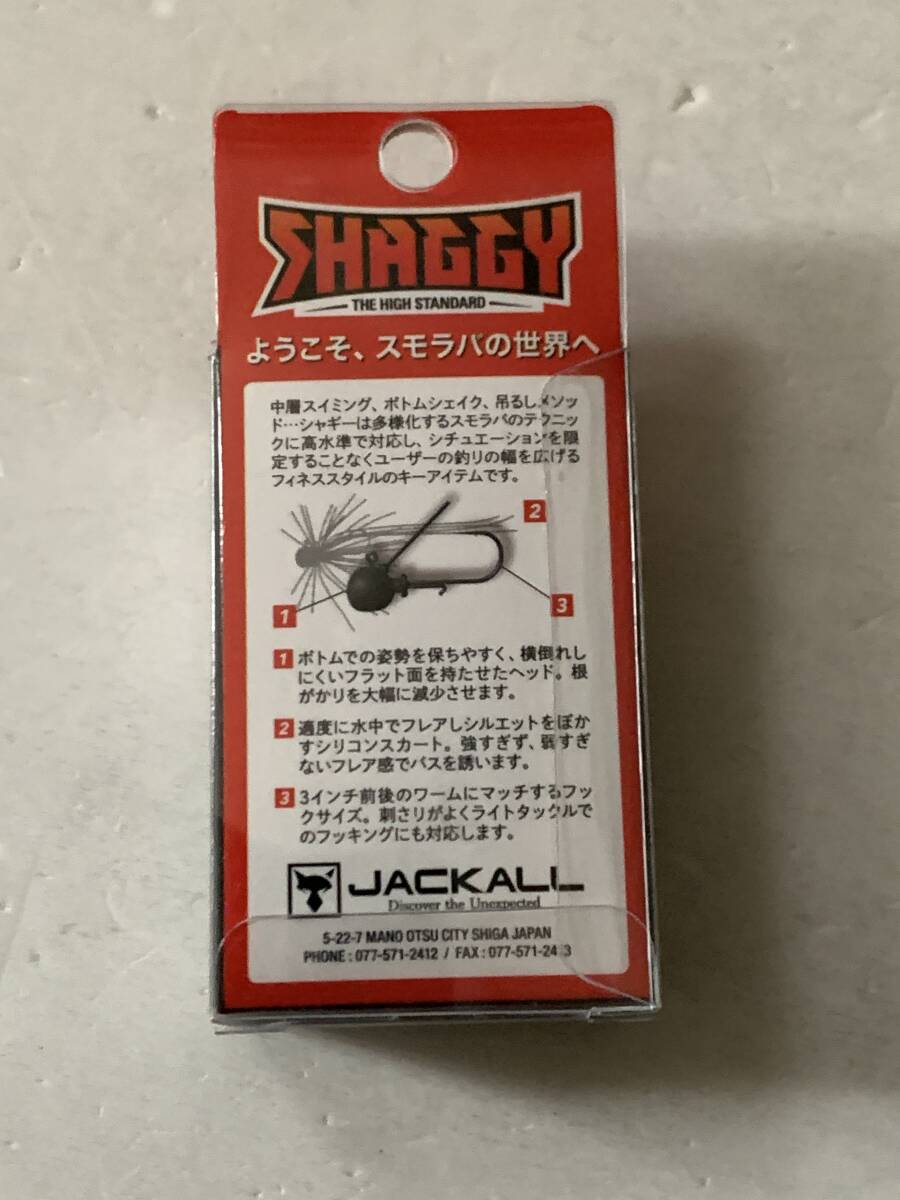 SHAGGY
THE HIGH STANDARD
ようこそ、スモラバの世界へ
中層スイミング、ボトムシェイク、吊るしメソッ
ド…シャギーは多様化するスモラバのテクニッ
クに高水準で対応し、シチュエーションを限
定することなくユーザーの釣りの幅を広げる
フィネススタイルのキーアイテムです。
2
1
3
1 ボトムでの姿勢を保ちやすく、横倒れし
にくいフラット面を持たせたヘッド。根
がかりを大幅に減少させます。
2 適度に水中でフレアしシルエットをぼか
すシリコンスカート。強すぎず、弱すぎ
ないフレア感でバスを誘います。
3 3インチ前後のワームにマッチするフッ
クサイズ。刺さりがよくライトタックルで
のフッキングにも対応します。
JACKALL
Discover the Unexpected
5-22-7 MANO OTSU CITY SHIGA JAPAN
PHONE : 077-571-2412 / FAX :